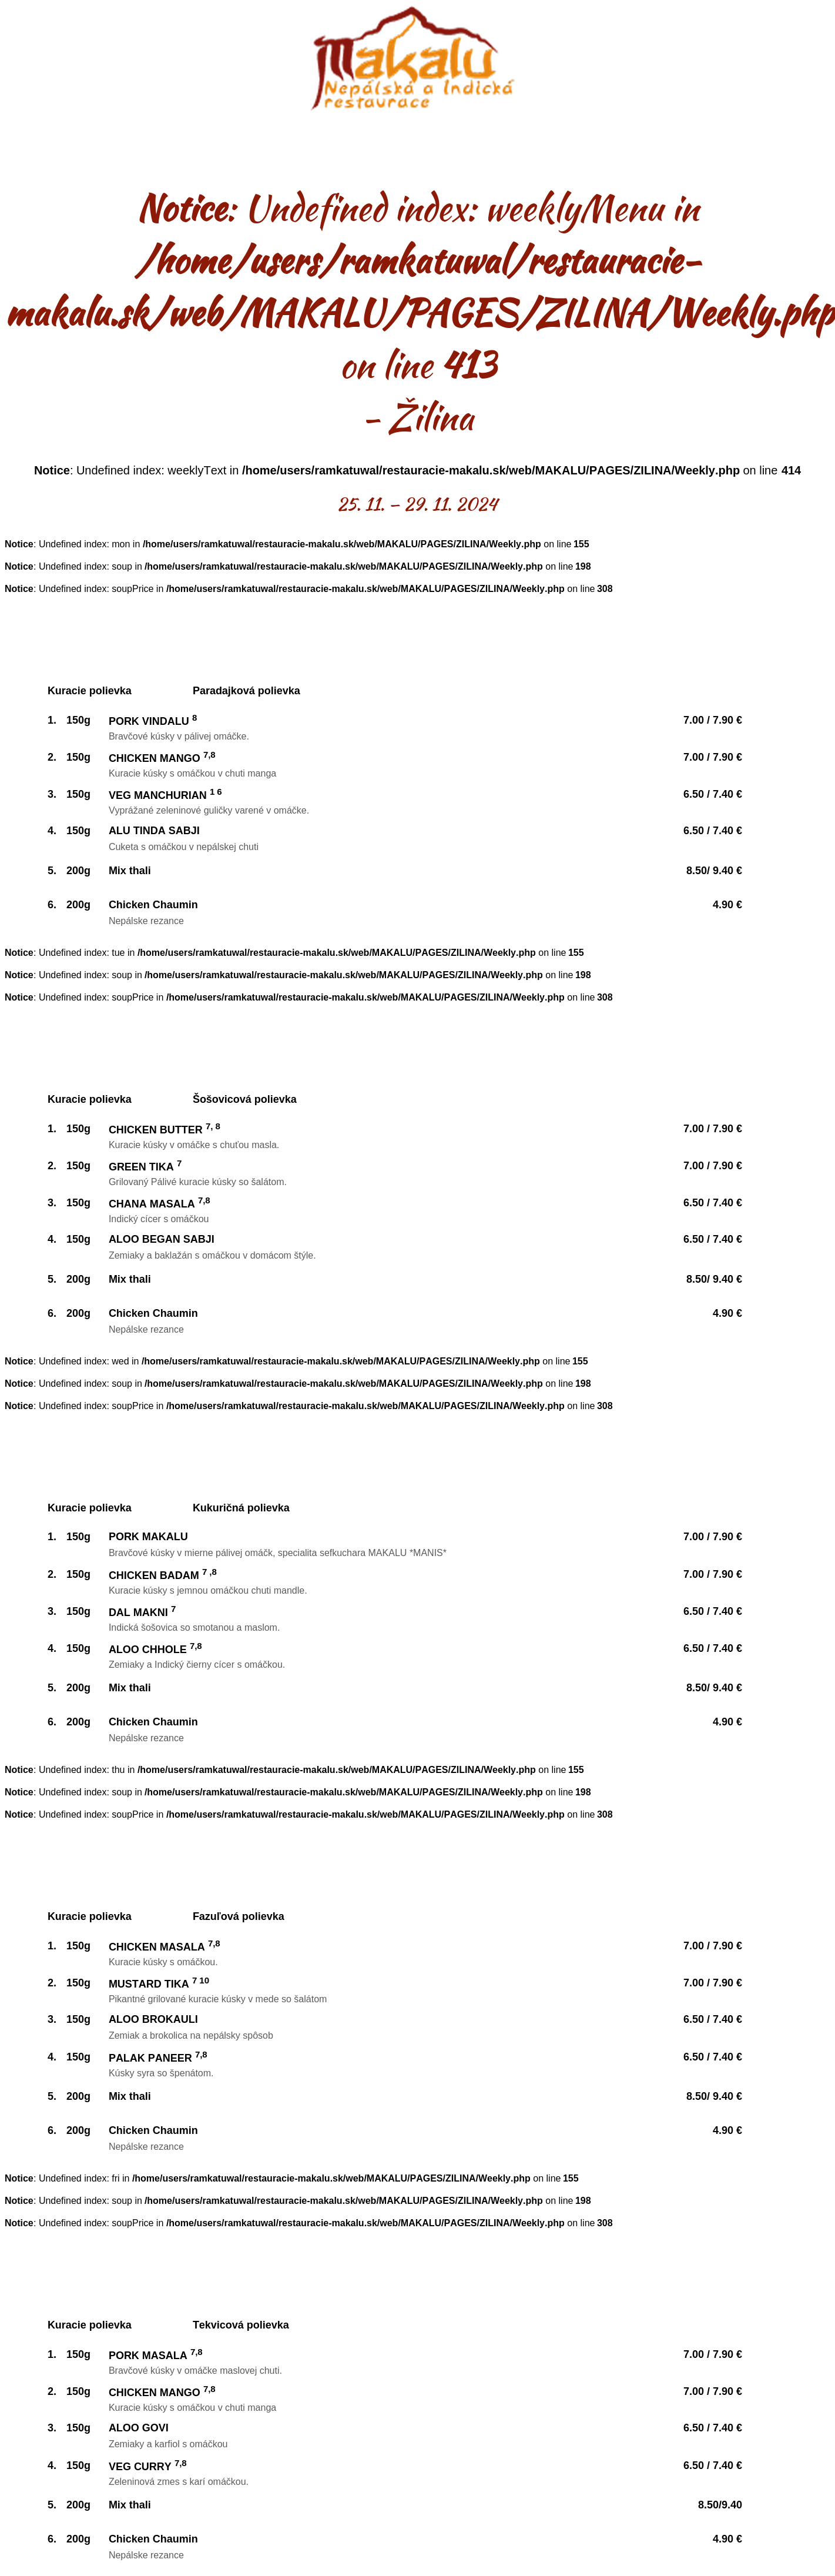 Makalu
Nepálská a Indická
restaurace
Notice: Undefined index: weeklyMenu in
/home/users/ramkatuwal/restauracie-
makalu.sk/web/MAKALU/PAGES/ZILINA/Weekly.php
on line 413
- Žilina
Notice: Undefined index: weeklyText in /home/users/ramkatuwal/restauracie-makalu.sk/web/MAKALU/PAGES/ZILINA/Weekly.php on line 414
25. 11. – 29. 11. 2024
Notice: Undefined index: mon in /home/users/ramkatuwal/restauracie-makalu.sk/web/MAKALU/PAGES/ZILINA/Weekly.php on line 155
Notice: Undefined index: soup in /home/users/ramkatuwal/restauracie-makalu.sk/web/MAKALU/PAGES/ZILINA/Weekly.php on line 198
Notice: Undefined index: soupPrice in /home/users/ramkatuwal/restauracie-makalu.sk/web/MAKALU/PAGES/ZILINA/Weekly.php on line 308
Kuracie polievka Paradajková polievka
1. 150g PORK VINDALU 8 7.00 / 7.90 €
Bravčové kúsky v pálivej omáčke.
2. 150g CHICKEN MANGO 7,8 7.00 / 7.90 €
Kuracie kúsky s omáčkou v chuti manga
3. 150g VEG MANCHURIAN 1 6 6.50 / 7.40 €
Vyprážané zeleninové guličky varené v omáčke.
4. 150g ALU TINDA SABJI 6.50 / 7.40 €
Cuketa s omáčkou v nepálskej chuti
5. 200g Mix thali 8.50/ 9.40 €
6. 200g Chicken Chaumin 4.90 €
Nepálske rezance
Notice: Undefined index: tue in /home/users/ramkatuwal/restauracie-makalu.sk/web/MAKALU/PAGES/ZILINA/Weekly.php on line 155
Notice: Undefined index: soup in /home/users/ramkatuwal/restauracie-makalu.sk/web/MAKALU/PAGES/ZILINA/Weekly.php on line 198
Notice: Undefined index: soupPrice in /home/users/ramkatuwal/restauracie-makalu.sk/web/MAKALU/PAGES/ZILINA/Weekly.php on line 308
Kuracie polievka Šošovicová polievka
1. 150g CHICKEN BUTTER 7, 8 7.00 / 7.90 €
Kuracie kúsky v omáčke s chuťou masla.
2. 150g GREEN TIKA 7 7.00 / 7.90 €
Grilovaný Pálivé kuracie kúsky so šalátom.
3. 150g CHANA MASALA 7,8 6.50 / 7.40 €
Indický cícer s omáčkou
4. 150g ALOO BEGAN SABJI 6.50 / 7.40 €
Zemiaky a baklažán s omáčkou v domácom štýle.
5. 200g Mix thali 8.50/ 9.40 €
6. 200g Chicken Chaumin 4.90 €
Nepálske rezance
Notice: Undefined index: wed in /home/users/ramkatuwal/restauracie-makalu.sk/web/MAKALU/PAGES/ZILINA/Weekly.php on line 155
Notice: Undefined index: soup in /home/users/ramkatuwal/restauracie-makalu.sk/web/MAKALU/PAGES/ZILINA/Weekly.php on line 198
Notice: Undefined index: soupPrice in /home/users/ramkatuwal/restauracie-makalu.sk/web/MAKALU/PAGES/ZILINA/Weekly.php on line 308
Kuracie polievka Kukuričná polievka
1. 150g PORK MAKALU 7.00 / 7.90 €
Bravčové kúsky v mierne pálivej omáčk, specialita sefkuchara MAKALU *MANIS*
2. 150g CHICKEN BADAM 7 ,8 7.00 / 7.90 €
Kuracie kúsky s jemnou omáčkou chuti mandle.
3. 150g DAL MAKNI 7 6.50 / 7.40 €
Indická šošovica so smotanou a maslom.
4. 150g ALOO CHHOLE 7,8 6.50 / 7.40 €
Zemiaky a Indický čierny cícer s omáčkou.
5. 200g Mix thali 8.50/ 9.40 €
6. 200g Chicken Chaumin 4.90 €
Nepálske rezance
Notice: Undefined index: thu in /home/users/ramkatuwal/restauracie-makalu.sk/web/MAKALU/PAGES/ZILINA/Weekly.php on line 155
Notice: Undefined index: soup in /home/users/ramkatuwal/restauracie-makalu.sk/web/MAKALU/PAGES/ZILINA/Weekly.php on line 198
Notice: Undefined index: soupPrice in /home/users/ramkatuwal/restauracie-makalu.sk/web/MAKALU/PAGES/ZILINA/Weekly.php on line 308
Kuracie polievka Fazuľová polievka
1. 150g CHICKEN MASALA 7,8 7.00 / 7.90 €
Kuracie kúsky s omáčkou.
2. 150g MUSTARD TIKA 7 10 7.00 / 7.90 €
Pikantné grilované kuracie kúsky v mede so šalátom
3. 150g ALOO BROKAULI 6.50 / 7.40 €
Zemiak a brokolica na nepálsky spôsob
4. 150g PALAK PANEER 7,8 6.50 / 7.40 €
Kúsky syra so špenátom.
5. 200g Mix thali 8.50/ 9.40 €
6. 200g Chicken Chaumin 4.90 €
Nepálske rezance
Notice: Undefined index: fri in /home/users/ramkatuwal/restauracie-makalu.sk/web/MAKALU/PAGES/ZILINA/Weekly.php on line 155
Notice: Undefined index: soup in /home/users/ramkatuwal/restauracie-makalu.sk/web/MAKALU/PAGES/ZILINA/Weekly.php on line 198
Notice: Undefined index: soupPrice in /home/users/ramkatuwal/restauracie-makalu.sk/web/MAKALU/PAGES/ZILINA/Weekly.php on line 308
Kuracie polievka Tekvicová polievka
1. 150g PORK MASALA 7,8 7.00 / 7.90 €
Bravčové kúsky v omáčke maslovej chuti.
2. 150g CHICKEN MANGO 7,8 7.00 / 7.90 €
Kuracie kúsky s omáčkou v chuti manga
3. 150g ALOO GOVI 6.50 / 7.40 €
Zemiaky a karfiol s omáčkou
4. 150g VEG CURRY 7,8 6.50 / 7.40 €
Zeleninová zmes s karí omáčkou.
5. 200g Mix thali 8.50/9.40
6. 200g Chicken Chaumin 4.90 €
Nepálske rezance